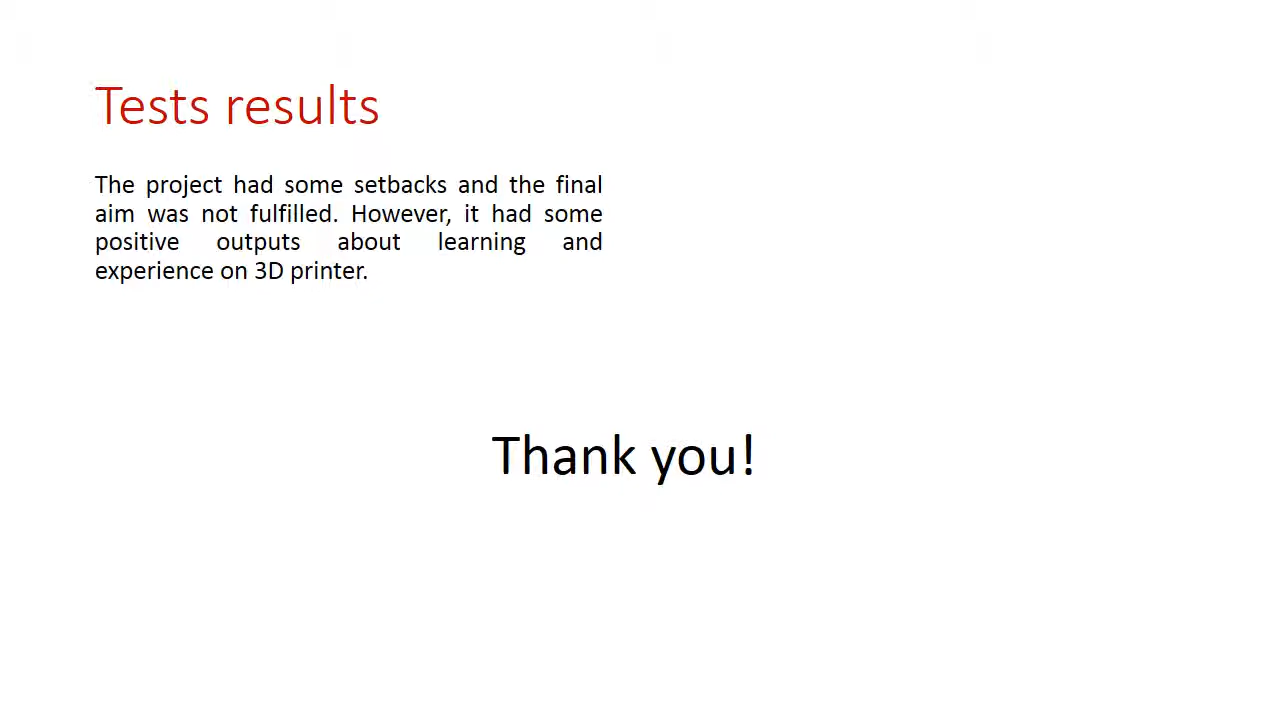 Tests results
The project had some setbacks and the final
aim was not fulfilled. However, it had some
positive outputs about learning and
experience on 3D printer.
Thank you!